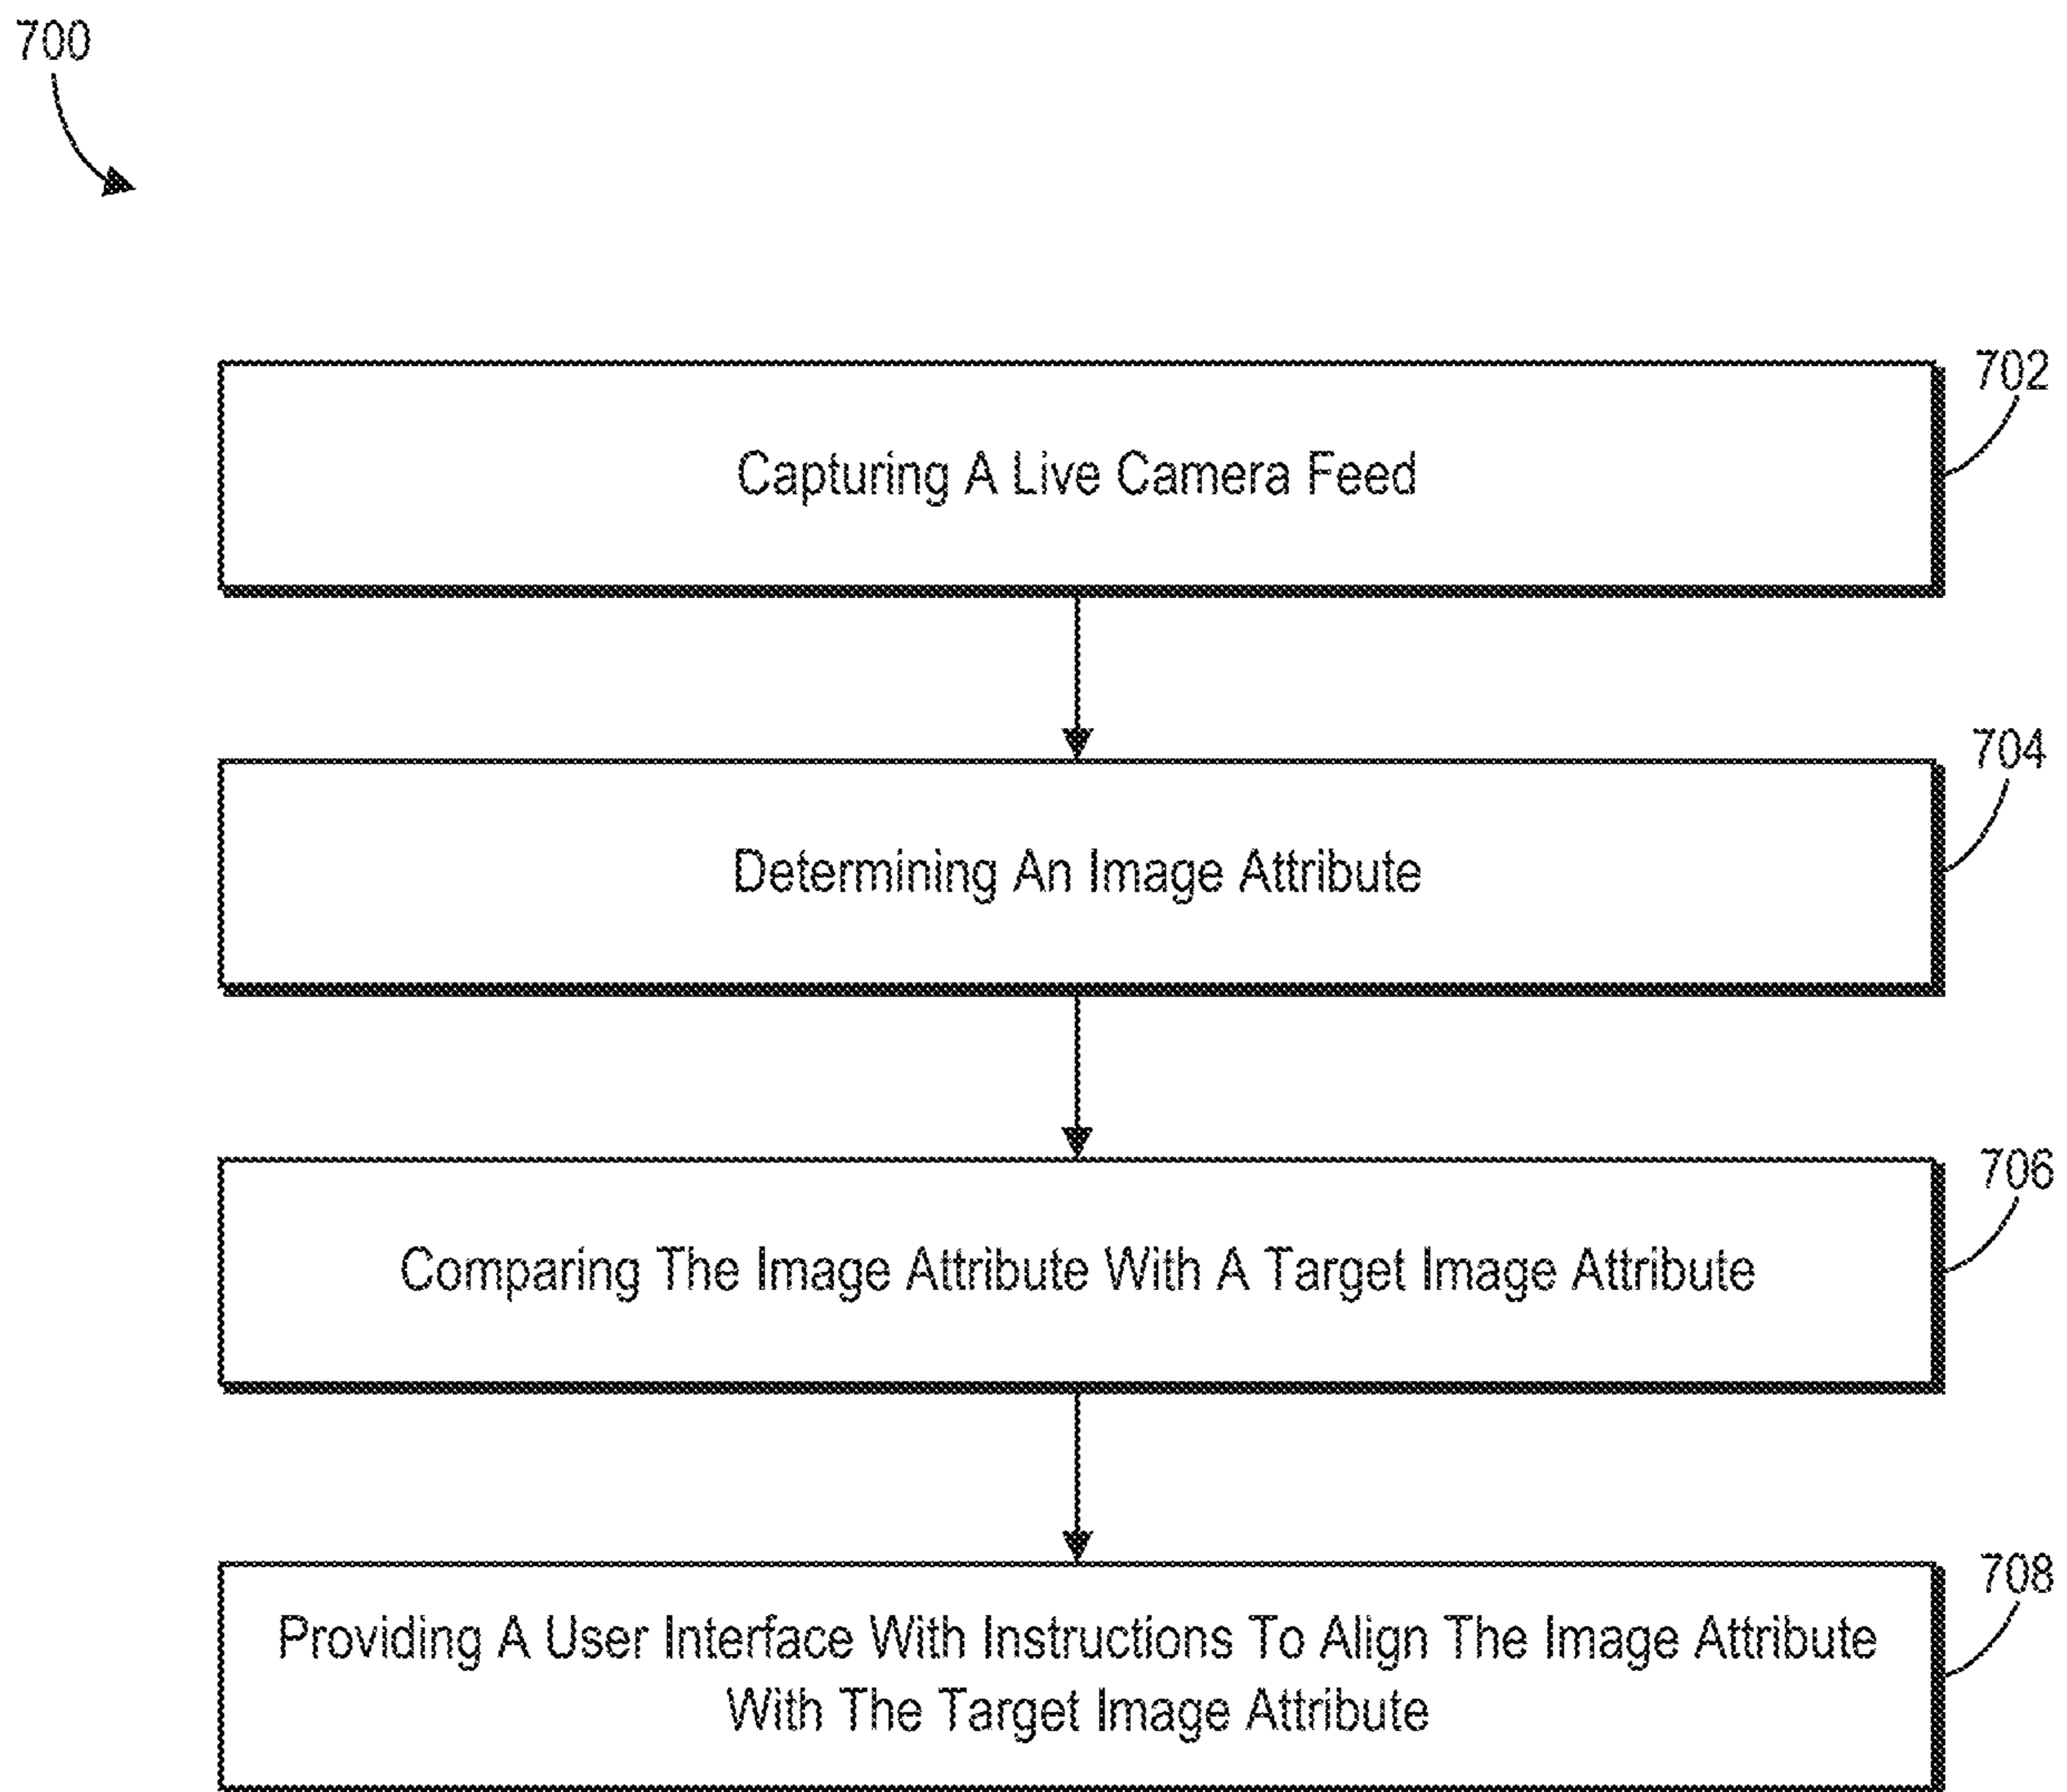 700
702
Capturing A Live Camera Feed
704
Determining An Image Attribute
706
Comparing The Image Attribute With A Target Image Attribute
708
Providing A User Interface With Instructions To Align The Image Attribute
With The Target Image Attribute